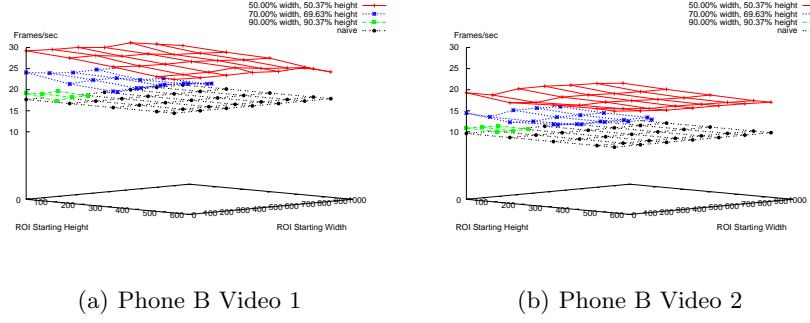 50.00% width, 50.37% height
70.00% width, 69.63% height
90.00% width, 90.37% height
naive
Frames/sec
30
25
20
15
10
0
100
200
300
400
500
600
0
100
200
300
400
500
600
700
800
900
1000
ROI Starting Height
ROI Starting Width
(a) Phone B Video 1
50.00% width, 50.37% height
70.00% width, 69.63% height
90.00% width, 90.37% height
naive
Frames/sec
30
25
20
15
10
0
100
200
300
400
500
600
0
100
200
300
400
500
600
700
800
900
1000
ROI Starting Height
ROI Starting Width
(b) Phone B Video 2